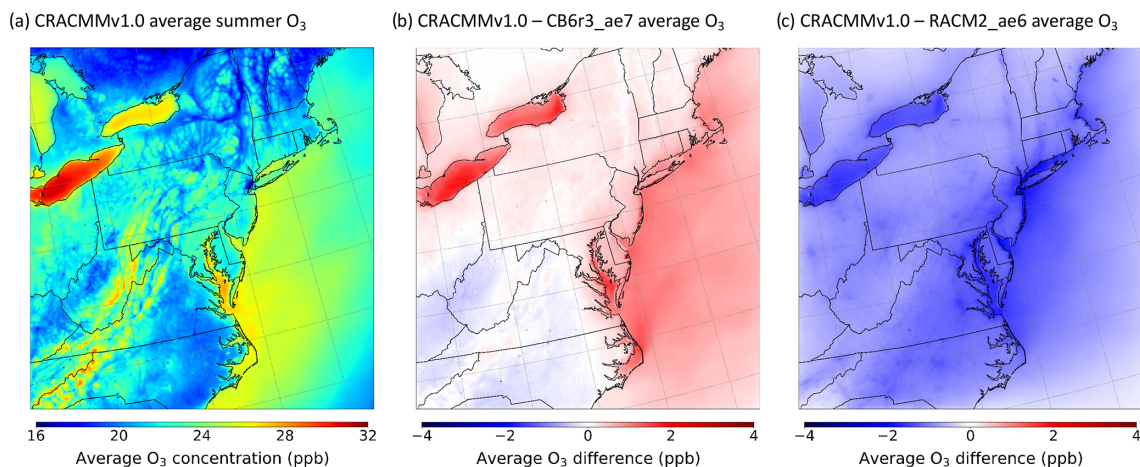 (a) CRACMMv1.0 average summer O₃
(b) CRACMMv1.0 – CB6r3_ae7 average O₃
(c) CRACMMv1.0 – RACM2_ae6 average O₃
16 20 24 28 32
Average O₃ concentration (ppb)
−4 −2 0 2 4
Average O₃ difference (ppb)
−4 −2 0 2 4
Average O₃ difference (ppb)